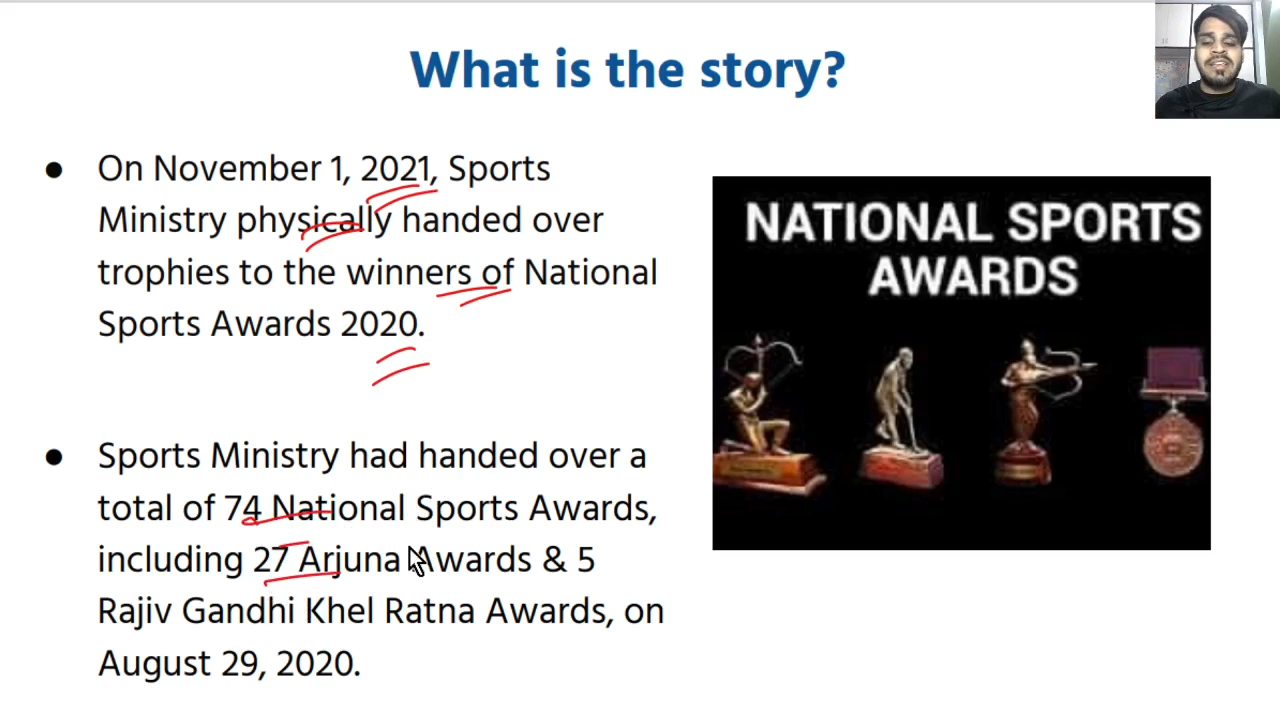 What is the story?
● On November 1, 2021, Sports
Ministry physically handed over
trophies to the winners of National
Sports Awards 2020.
● Sports Ministry had handed over a
total of 74 National Sports Awards,
including 27 Arjuna Awards & 5
Rajiv Gandhi Khel Ratna Awards, on
August 29, 2020.
NATIONAL SPORTS
AWARDS